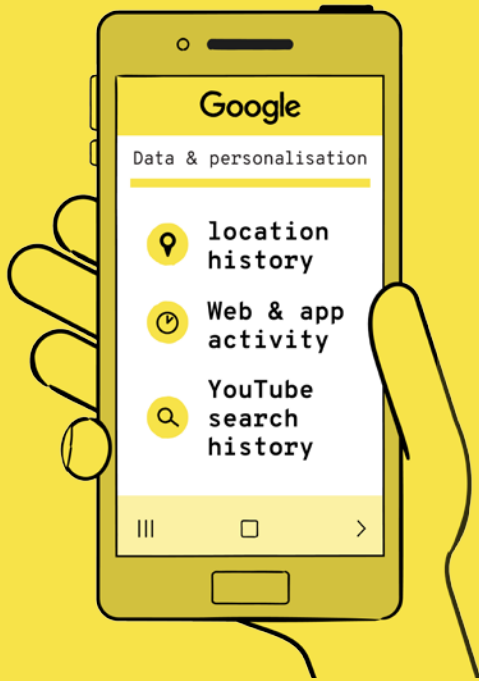 Google
Data & personalisation
location
history
Web & app
activity
YouTube
search
history